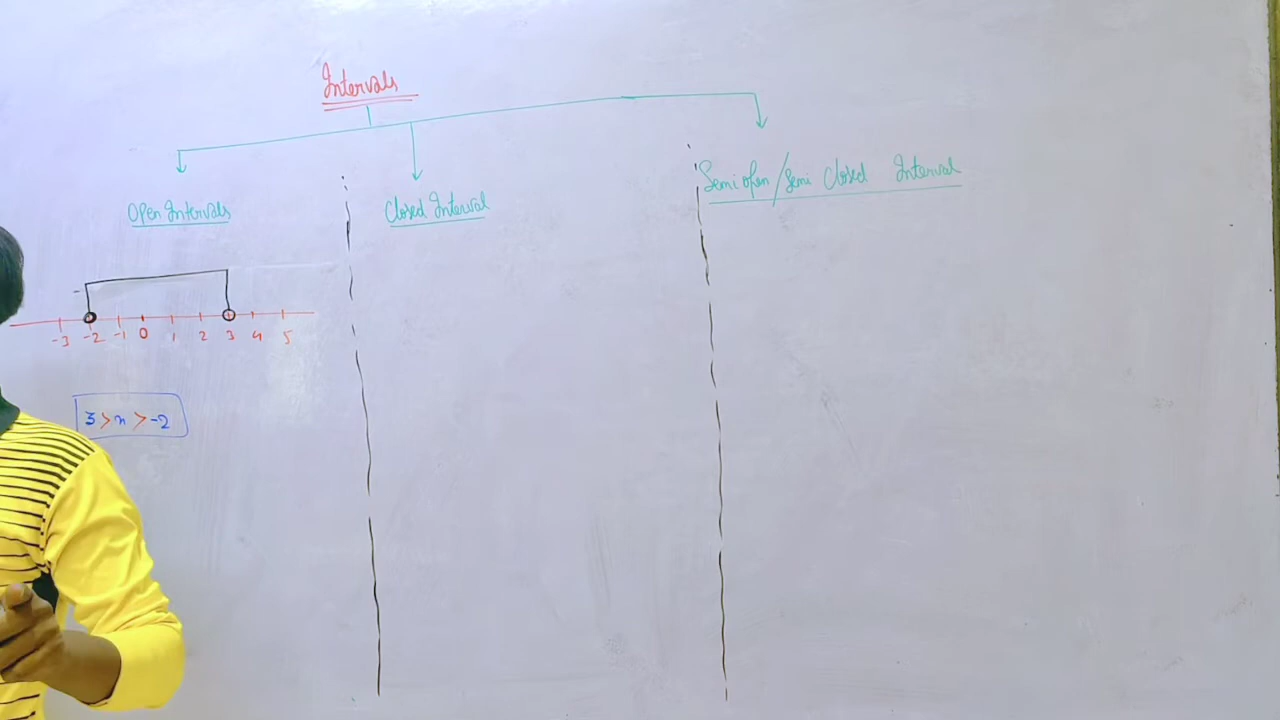 Intervals
Open Intervals
Closed Interval
Semi open/Semi Closed Interval
-3 -2 -1 0 1 2 3 4 5
3 > x > -2